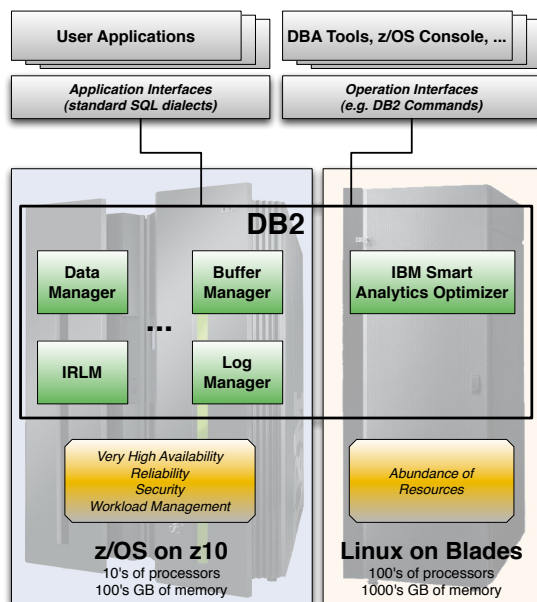 User Applications
DBA Tools, z/OS Console, ...
Application Interfaces
(standard SQL dialects)
Operation Interfaces
(e.g. DB2 Commands)
DB2
Data
Manager
Buffer
Manager
IBM Smart
Analytics Optimizer
...
IRLM
Log
Manager
Very High Availability
Reliability
Security
Workload Management
Abundance of
Resources
z/OS on z10
10's of processors
100's GB of memory
Linux on Blades
100's of processors
1000's GB of memory